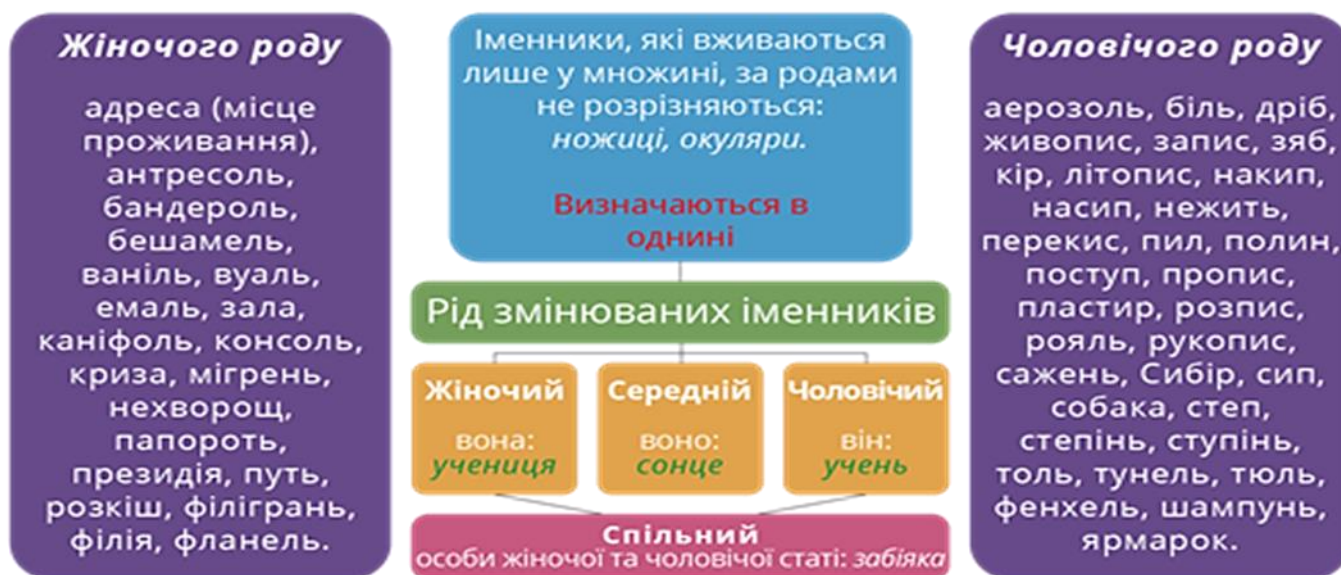 Жіночого роду
адреса (місце
проживання),
антресоль,
бандероль,
бешамель,
ваніль, вуаль,
емаль, зала,
каніфоль, консоль,
криза, мігрень,
нехворощ,
папороть,
президія, путь,
розкіш, філігрань,
філія, фланель.
Іменники, які вживаються
лише у множині, за родами
не розрізняються:
ножиці, окуляри.
Визначаються в
однині
Рід змінюваних іменників
Жіночий
вона:
учениця
Середній
воно:
сонце
Чоловічий
він:
учень
Спільний
особи жіночої та чоловічої статі: забіяка
Чоловічого роду
аерозоль, біль, дріб,
живопис, запис, зяб,
кір, літопис, накип,
насип, нежить,
перекис, пил, полин,
поступ, пропис,
пластир, розпис,
рояль, рукопис,
сажень, Сибір, сип,
собака, степ,
степінь, ступінь,
толь, тунель, тюль,
фенхель, шампунь,
ярмарок.